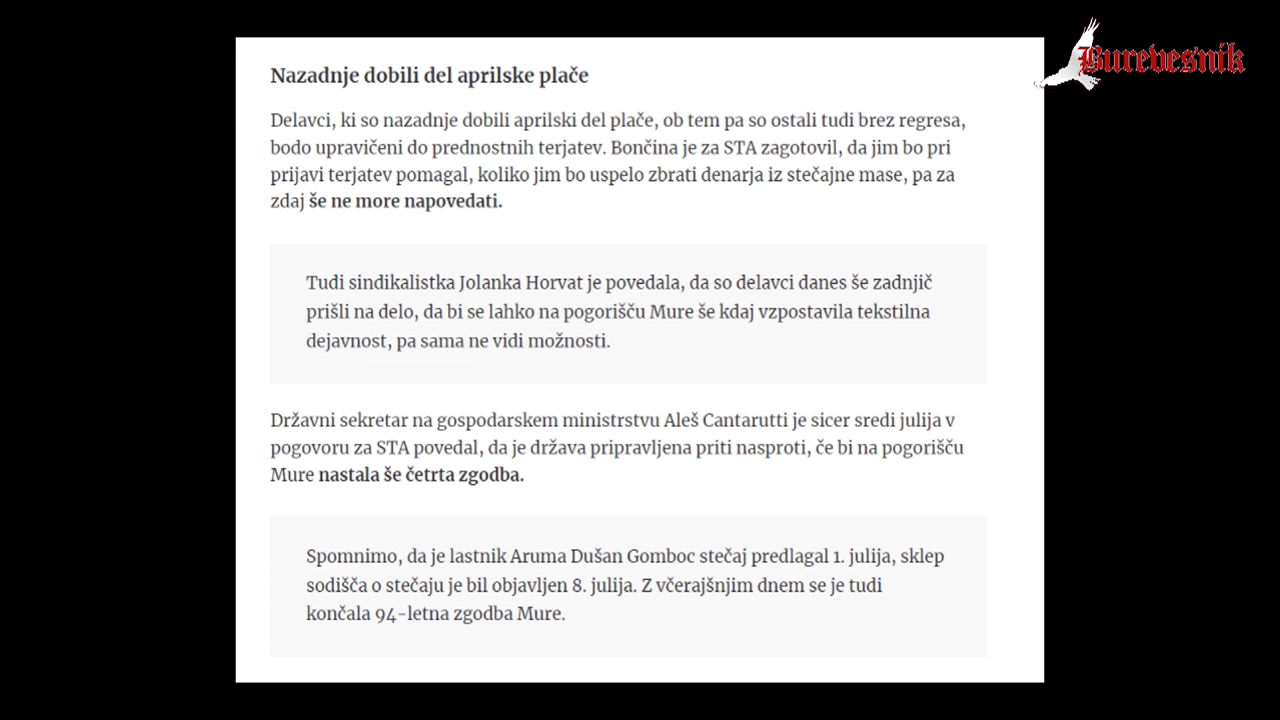 Burevesnik
Nazadnje dobili del aprilske plače
Delavci, ki so nazadnje dobili aprilski del plače, ob tem pa so ostali tudi brez regresa,
bodo upravičeni do prednostnih terjatev. Bončina je za STA zagotovil, da jim bo pri
prijavi terjatev pomagal, koliko jim bo uspelo zbrati denarja iz stečajne mase, pa za
zdaj še ne more napovedati.
Tudi sindikalistka Jolanka Horvat je povedala, da so delavci danes še zadnjič
prišli na delo, da bi se lahko na pogorišču Mure še kdaj vzpostavila tekstilna
dejavnost, pa sama ne vidi možnosti.
Državni sekretar na gospodarskem ministrstvu Aleš Cantarutti je sicer sredi julija v
pogovoru za STA povedal, da je država pripravljena priti nasproti, če bi na pogorišču
Mure nastala še četrta zgodba.
Spomnimo, da je lastnik Aruma Dušan Gomboc stečaj predlagal 1. julija, sklep
sodišča o stečaju je bil objavljen 8. julija. Z včerajšnjim dnem se je tudi
končala 94-letna zgodba Mure.